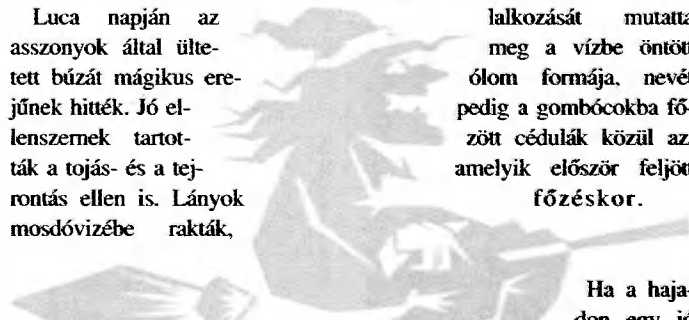 Luca napján az
asszonyok által ülte-
tett búzát mágikus ere-
jűnek hitték. Jó el-
lenszernek tartot-
ták a tojás- és a tej-
rontás ellen is. Lányok
mosdóvizébe rakták,
lalkozását mutatta
meg a vízbe öntött
ólom formája, nevét
pedig a gombócokba fő-
zött cédulák közül az,
amelyik először feljött
főzéskor.
Ha a haja-
don egy